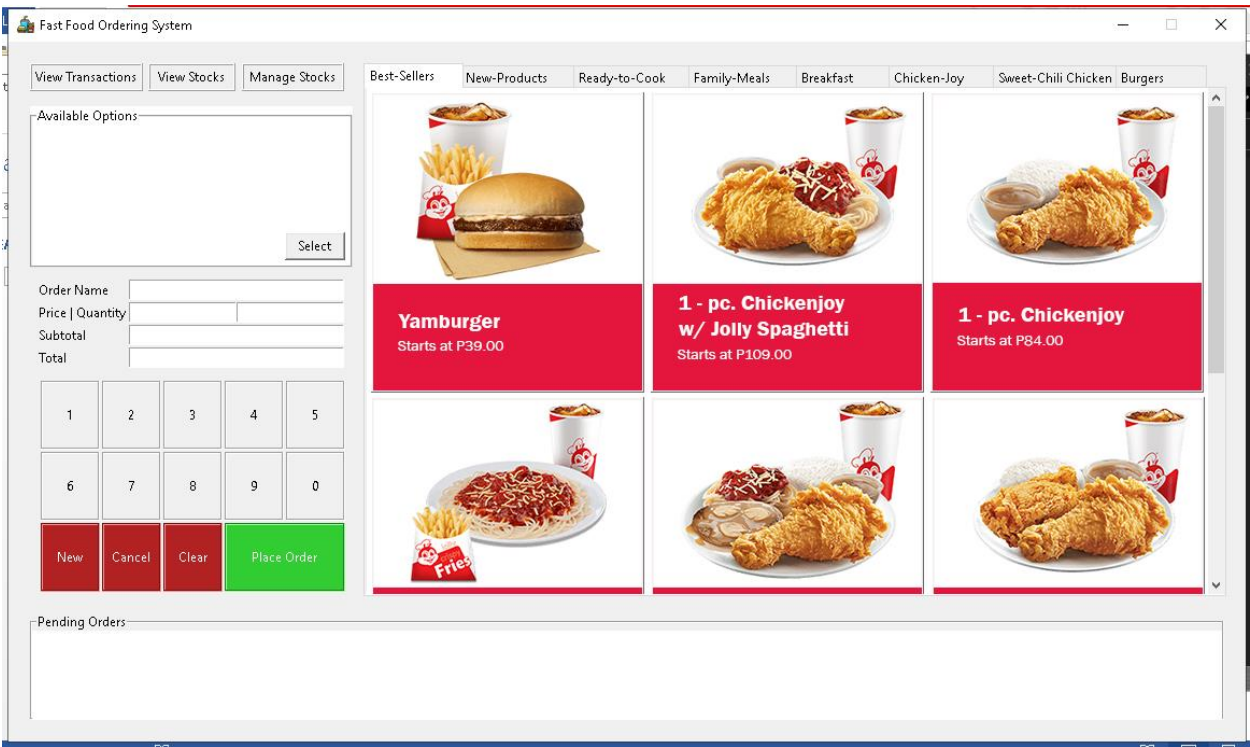 Fast Food Ordering System
View Transactions
View Stocks
Manage Stocks
Available Options
Select
Order Name
Price | Quantity
Subtotal
Total
1 2 3 4 5
6 7 8 9 0
New Cancel Clear Place Order
Best-Sellers New-Products Ready-to-Cook Family-Meals Breakfast Chicken-Joy Sweet-Chili Chicken Burgers
Yamburger
Starts at P39.00
1 - pc. Chickenjoy
w/ Jolly Spaghetti
Starts at P109.00
1 - pc. Chickenjoy
Starts at P84.00
crispy
Fries
Pending Orders